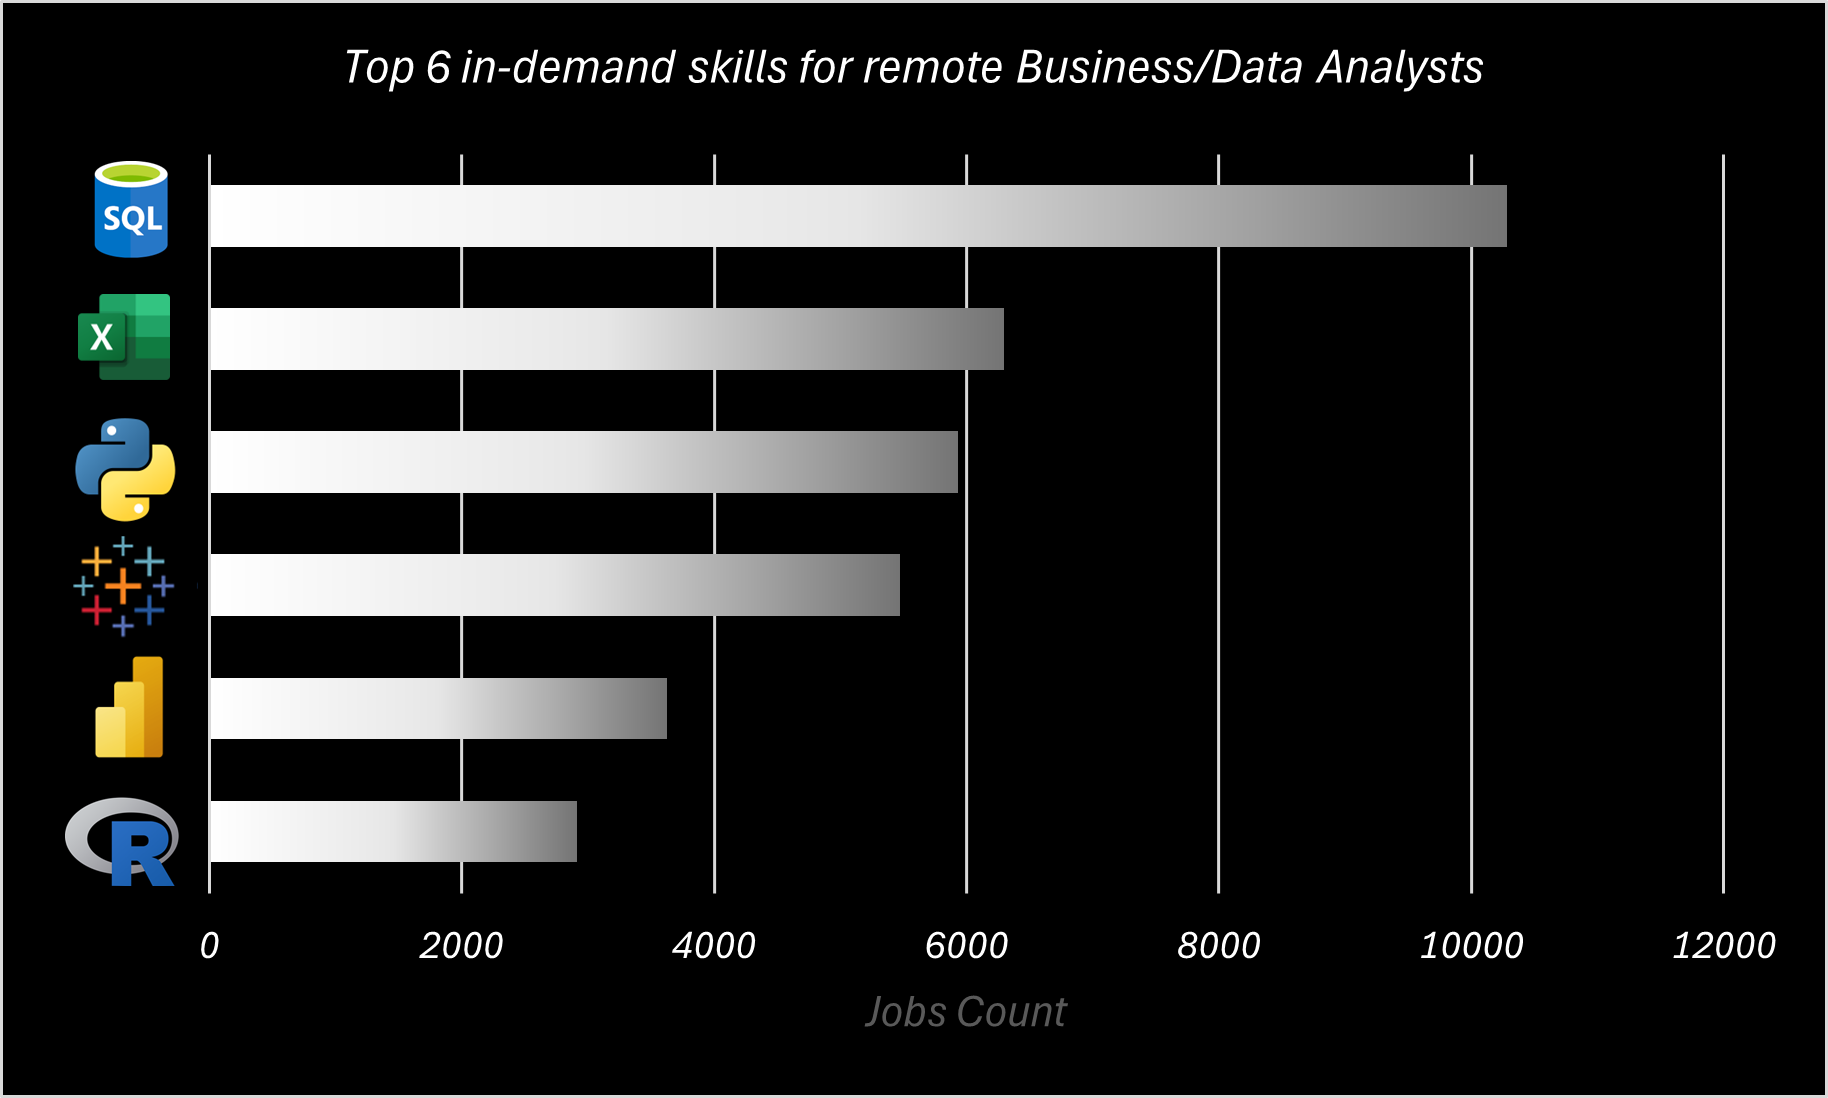 Top 6 in-demand skills for remote Business/Data Analysts
SQL
X
R
0 2000 4000 6000 8000 10000 12000
Jobs Count